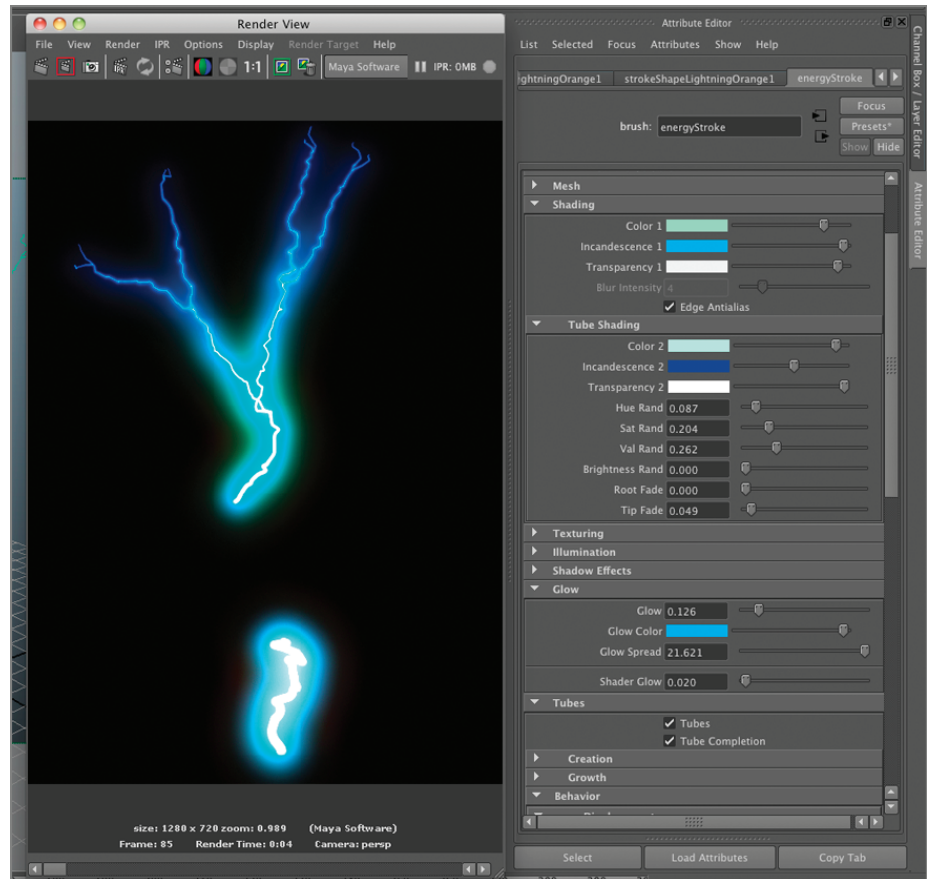 Render View
File View Render IPR Options Display Render Target Help
1:1 Maya Software IPR: 0MB
size: 1280 x 720 zoom: 0.989 (Maya Software)
Frame: 85 Render Time: 0:04 Camera: persp
Attribute Editor
List Selected Focus Attributes Show Help
ightningOrange1 strokeShapeLightningOrange1 energyStroke
Focus
brush: energyStroke Presets*
Show Hide
Mesh
Shading
Color 1
Incandescence 1
Transparency 1
Blur Intensity 4
Edge Antialias
Tube Shading
Color 2
Incandescence 2
Transparency 2
Hue Rand 0.087
Sat Rand 0.204
Val Rand 0.262
Brightness Rand 0.000
Root Fade 0.000
Tip Fade 0.049
Texturing
Illumination
Shadow Effects
Glow
Glow 0.126
Glow Color
Glow Spread 21.621
Shader Glow 0.020
Tubes
Tubes
Tube Completion
Creation
Growth
Behavior
Select Load Attributes Copy Tab
Channel Box / Layer Editor
Attribute Editor